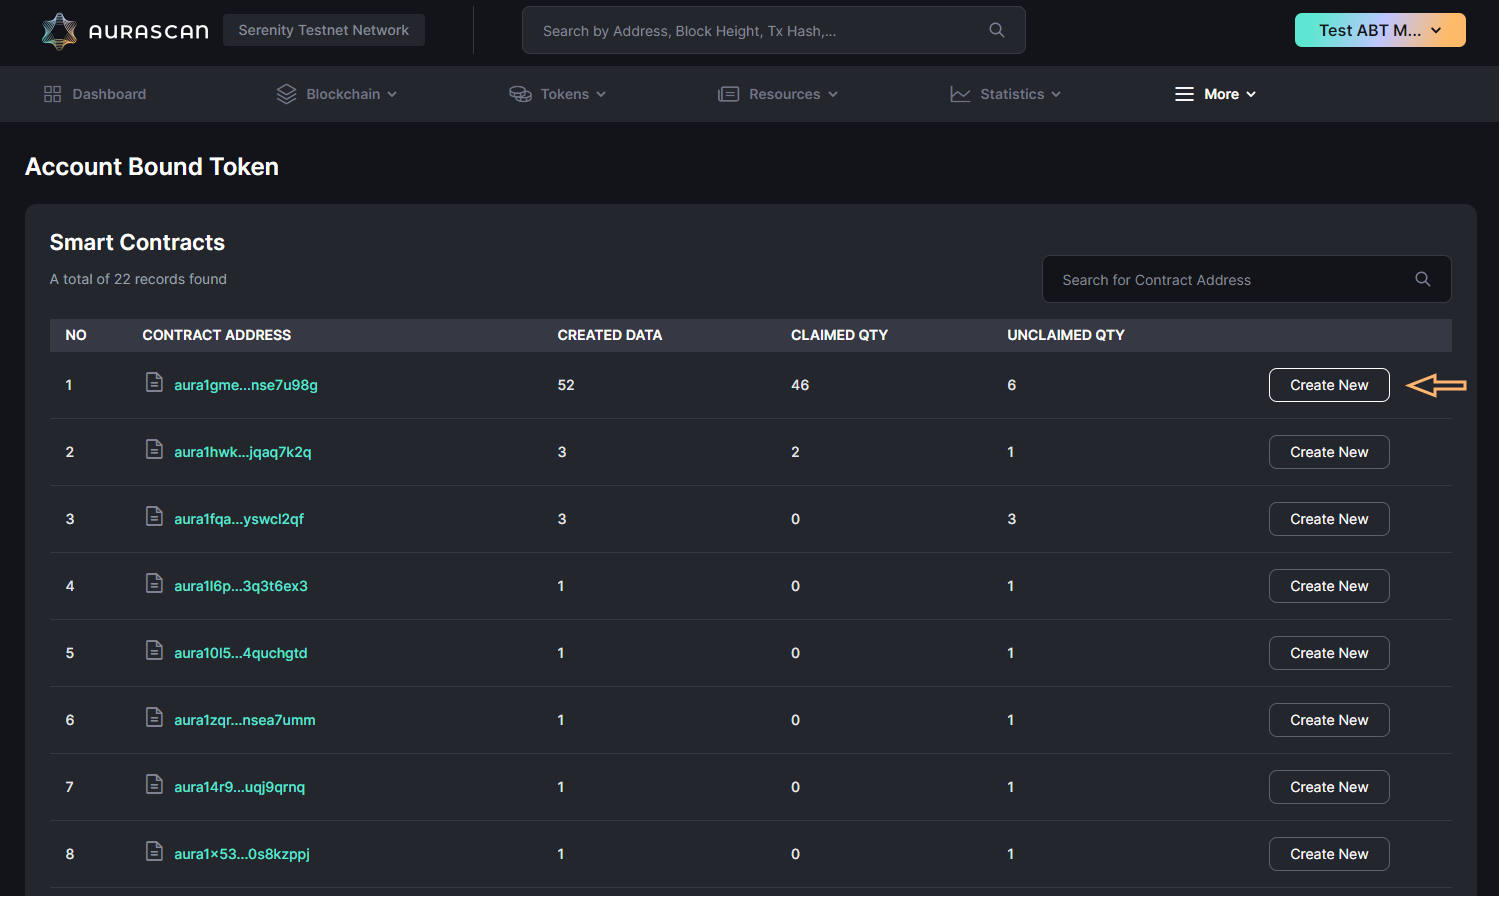 AURASCAN
Serenity Testnet Network
Search by Address, Block Height, Tx Hash,...
Test ABT M...
Dashboard
Blockchain
Tokens
Resources
Statistics
More
Account Bound Token
Smart Contracts
A total of 22 records found
Search for Contract Address
NO CONTRACT ADDRESS CREATED DATA CLAIMED QTY UNCLAIMED QTY
1 aura1gme...nse7u98g 52 46 6 Create New
2 aura1hwk...jqaq7k2q 3 2 1 Create New
3 aura1fqa...yswcl2qf 3 0 3 Create New
4 aura1l6p...3q3t6ex3 1 0 1 Create New
5 aura10l5...4quchgtd 1 0 1 Create New
6 aura1zqr...nsea7umm 1 0 1 Create New
7 aura14r9...uqj9qrnq 1 0 1 Create New
8 aura1×53...0s8kzppj 1 0 1 Create New